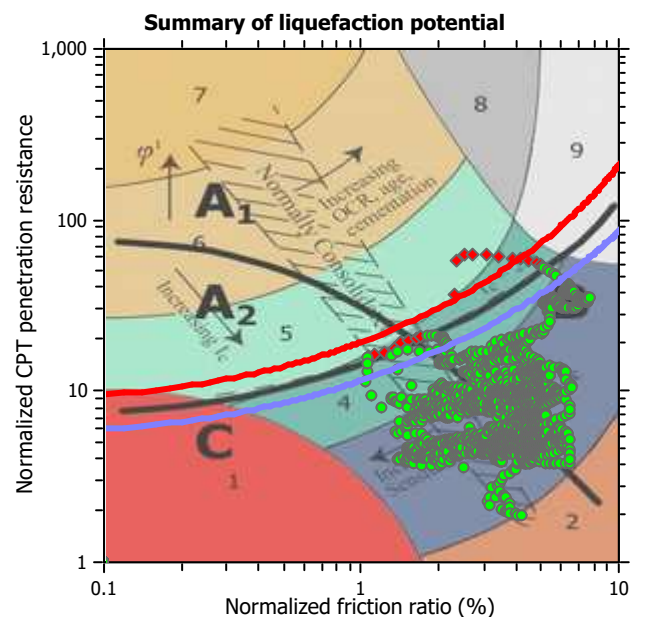 Summary of liquefaction potential
1,000
100
10
1
Normalized CPT penetration resistance
7
8
9
φ'
A1
Increasing
OCR, age,
cementation
Normally Consolid
6
A2
Increasing Ic
5
4
C
1
2
0.1
1
10
Normalized friction ratio (%)